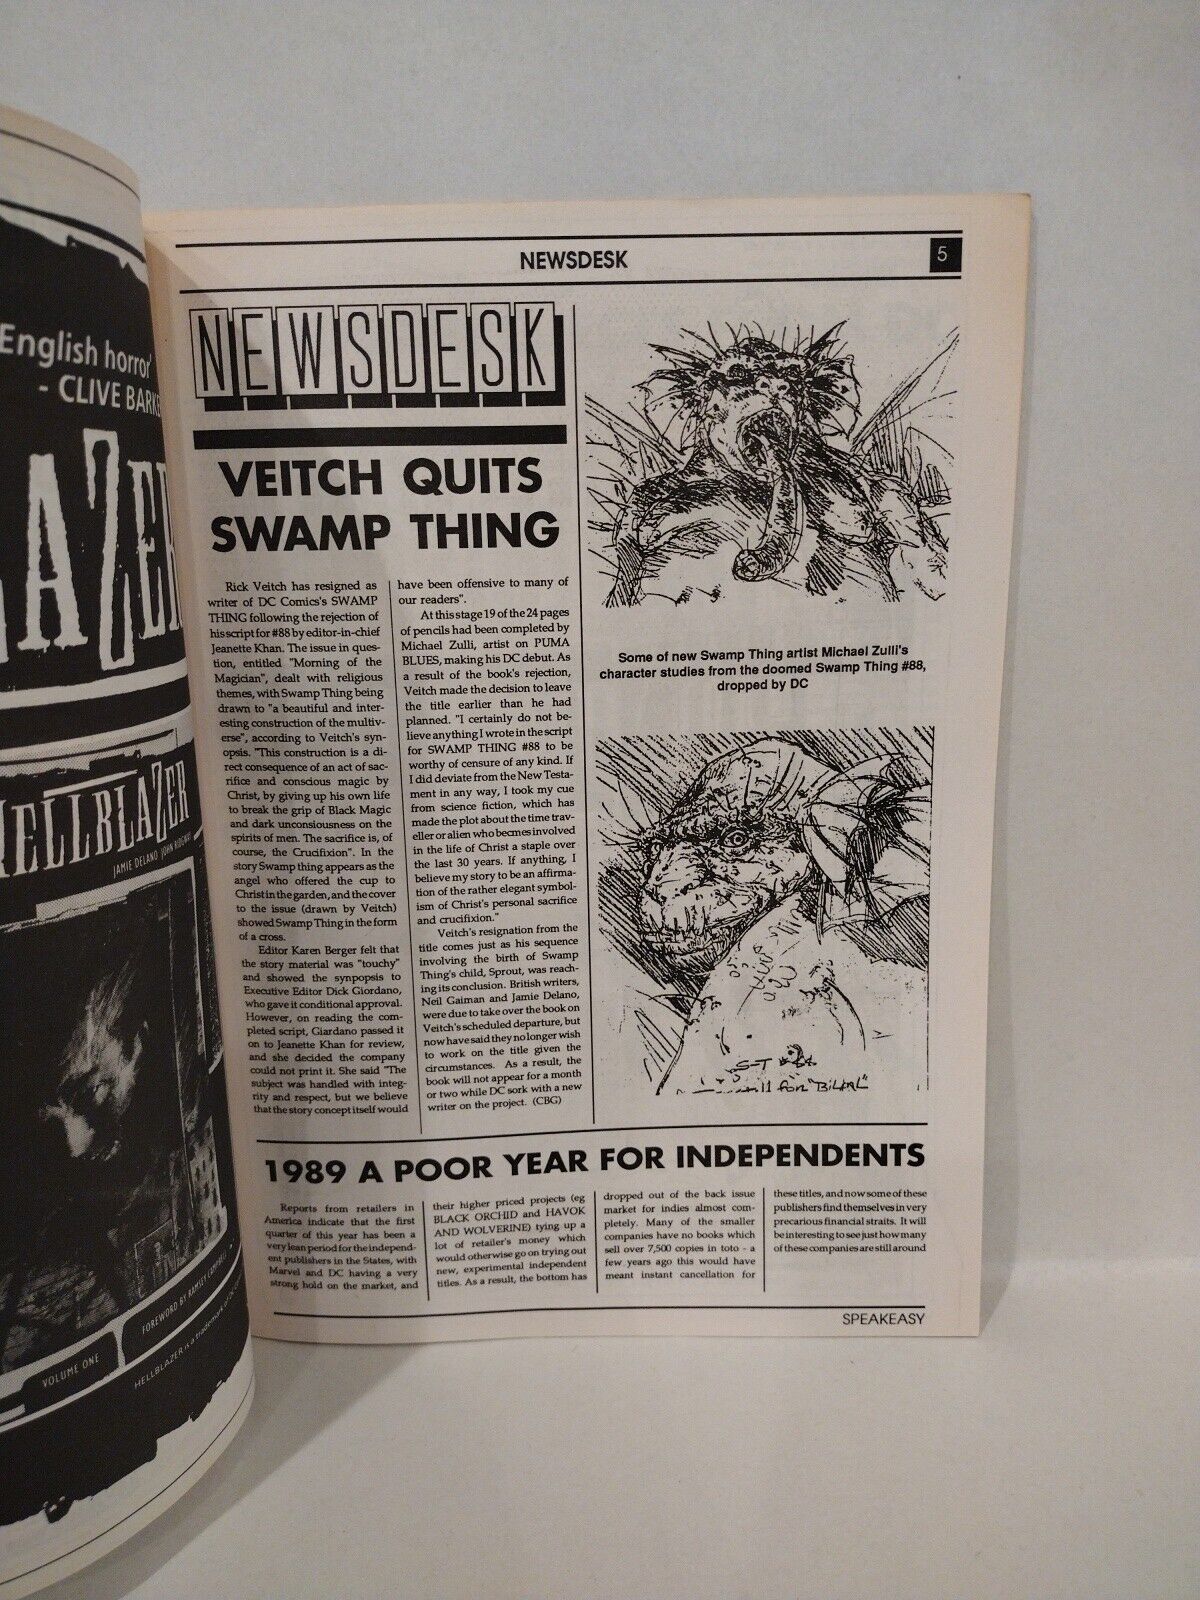 English horror'
- CLIVE BARKE
LAZER
HELLBLAZER
JAMIE DELANO JOHN RIDGWAY
FOREWORD BY RAMSEY CAMPBELL
VOLUME ONE
HELLBLAZER is a trademark of DC
NEWSDESK
5
NEWSDESK
VEITCH QUITS
SWAMP THING
Rick Veitch has resigned as
writer of DC Comics's SWAMP
THING following the rejection of
his script for #88 by editor-in-chief
Jeanette Khan. The issue in ques-
tion, entitled "Morning of the
Magician", dealt with religious
themes, with Swamp Thing being
drawn to "a beautiful and inter-
esting construction of the multiv-
erse", according to Veitch's syn-
opsis. "This construction is a di-
rect consequence of an act of sac-
rifice and conscious magic by
Christ, by giving up his own life
to break the grip of Black Magic
and dark unconsiousness on the
spirits of men. The sacrifice is, of
course, the Crucifixion". In the
story Swamp thing appears as the
angel who offered the cup to
Christ in the garden, and the cover
to the issue (drawn by Veitch)
showed Swamp Thing in the form
of a cross.
Editor Karen Berger felt that
the story material was "touchy"
and showed the synpopsis to
Executive Editor Dick Giordano,
who gave it conditional approval.
However, on reading the com-
pleted script, Giardano passed it
on to Jeanette Khan for review,
and she decided the company
could not print it. She said "The
subject was handled with integ-
rity and respect, but we believe
that the story concept itself would
have been offensive to many of
our readers".
At this stage 19 of the 24 pages
of pencils had been completed by
Michael Zulli, artist on PUMA
BLUES, making his DC debut. As
a result of the book's rejection,
Veitch made the decision to leave
the title earlier than he had
planned. "I certainly do not be-
lieve anything I wrote in the script
for SWAMP THING #88 to be
worthy of censure of any kind. If
I did deviate from the New Testa-
ment in any way, I took my cue
from science fiction, which has
made the plot about the time trav-
eller or alien who becmes involved
in the life of Christ a staple over
the last 30 years. If anything, I
believe my story to be an affirma-
tion of the rather elegant symbol-
ism of Christ's personal sacrifice
and crucifixion."
Veitch's resignation from the
title comes just as his sequence
involving the birth of Swamp
Thing's child, Sprout, was reach-
ing its conclusion. British writers,
Neil Gaiman and Jamie Delano,
were due to take over the book on
Veitch's scheduled departure, but
now have said they no longer wish
to work on the title given the
circumstances. As a result, the
book will not appear for a month
or two while DC sork with a new
writer on the project. (CBG)
Some of new Swamp Thing artist Michael Zulli's
character studies from the doomed Swamp Thing #88,
dropped by DC
S-T
for "BILIAL"
1989 A POOR YEAR FOR INDEPENDENTS
Reports from retailers in
America indicate that the first
quarter of this year has been a
very lean period for the independ-
ent publishers in the States, with
Marvel and DC having a very
strong hold on the market, and
their higher priced projects (eg
BLACK ORCHID and HAVOK
AND WOLVERINE) tying up a
lot of retailer's money which
would otherwise go on trying out
new, experimental independent
titles. As a result, the bottom has
dropped out of the back issue
market for indies almost com-
pletely. Many of the smaller
companies have no books which
sell over 7,500 copies in toto - a
few years ago this would have
meant instant cancellation for
these titles, and now some of these
publishers find themselves in very
precarious financial straits. It will
be interesting to see just how many
of these companies are still around
SPEAKEASY